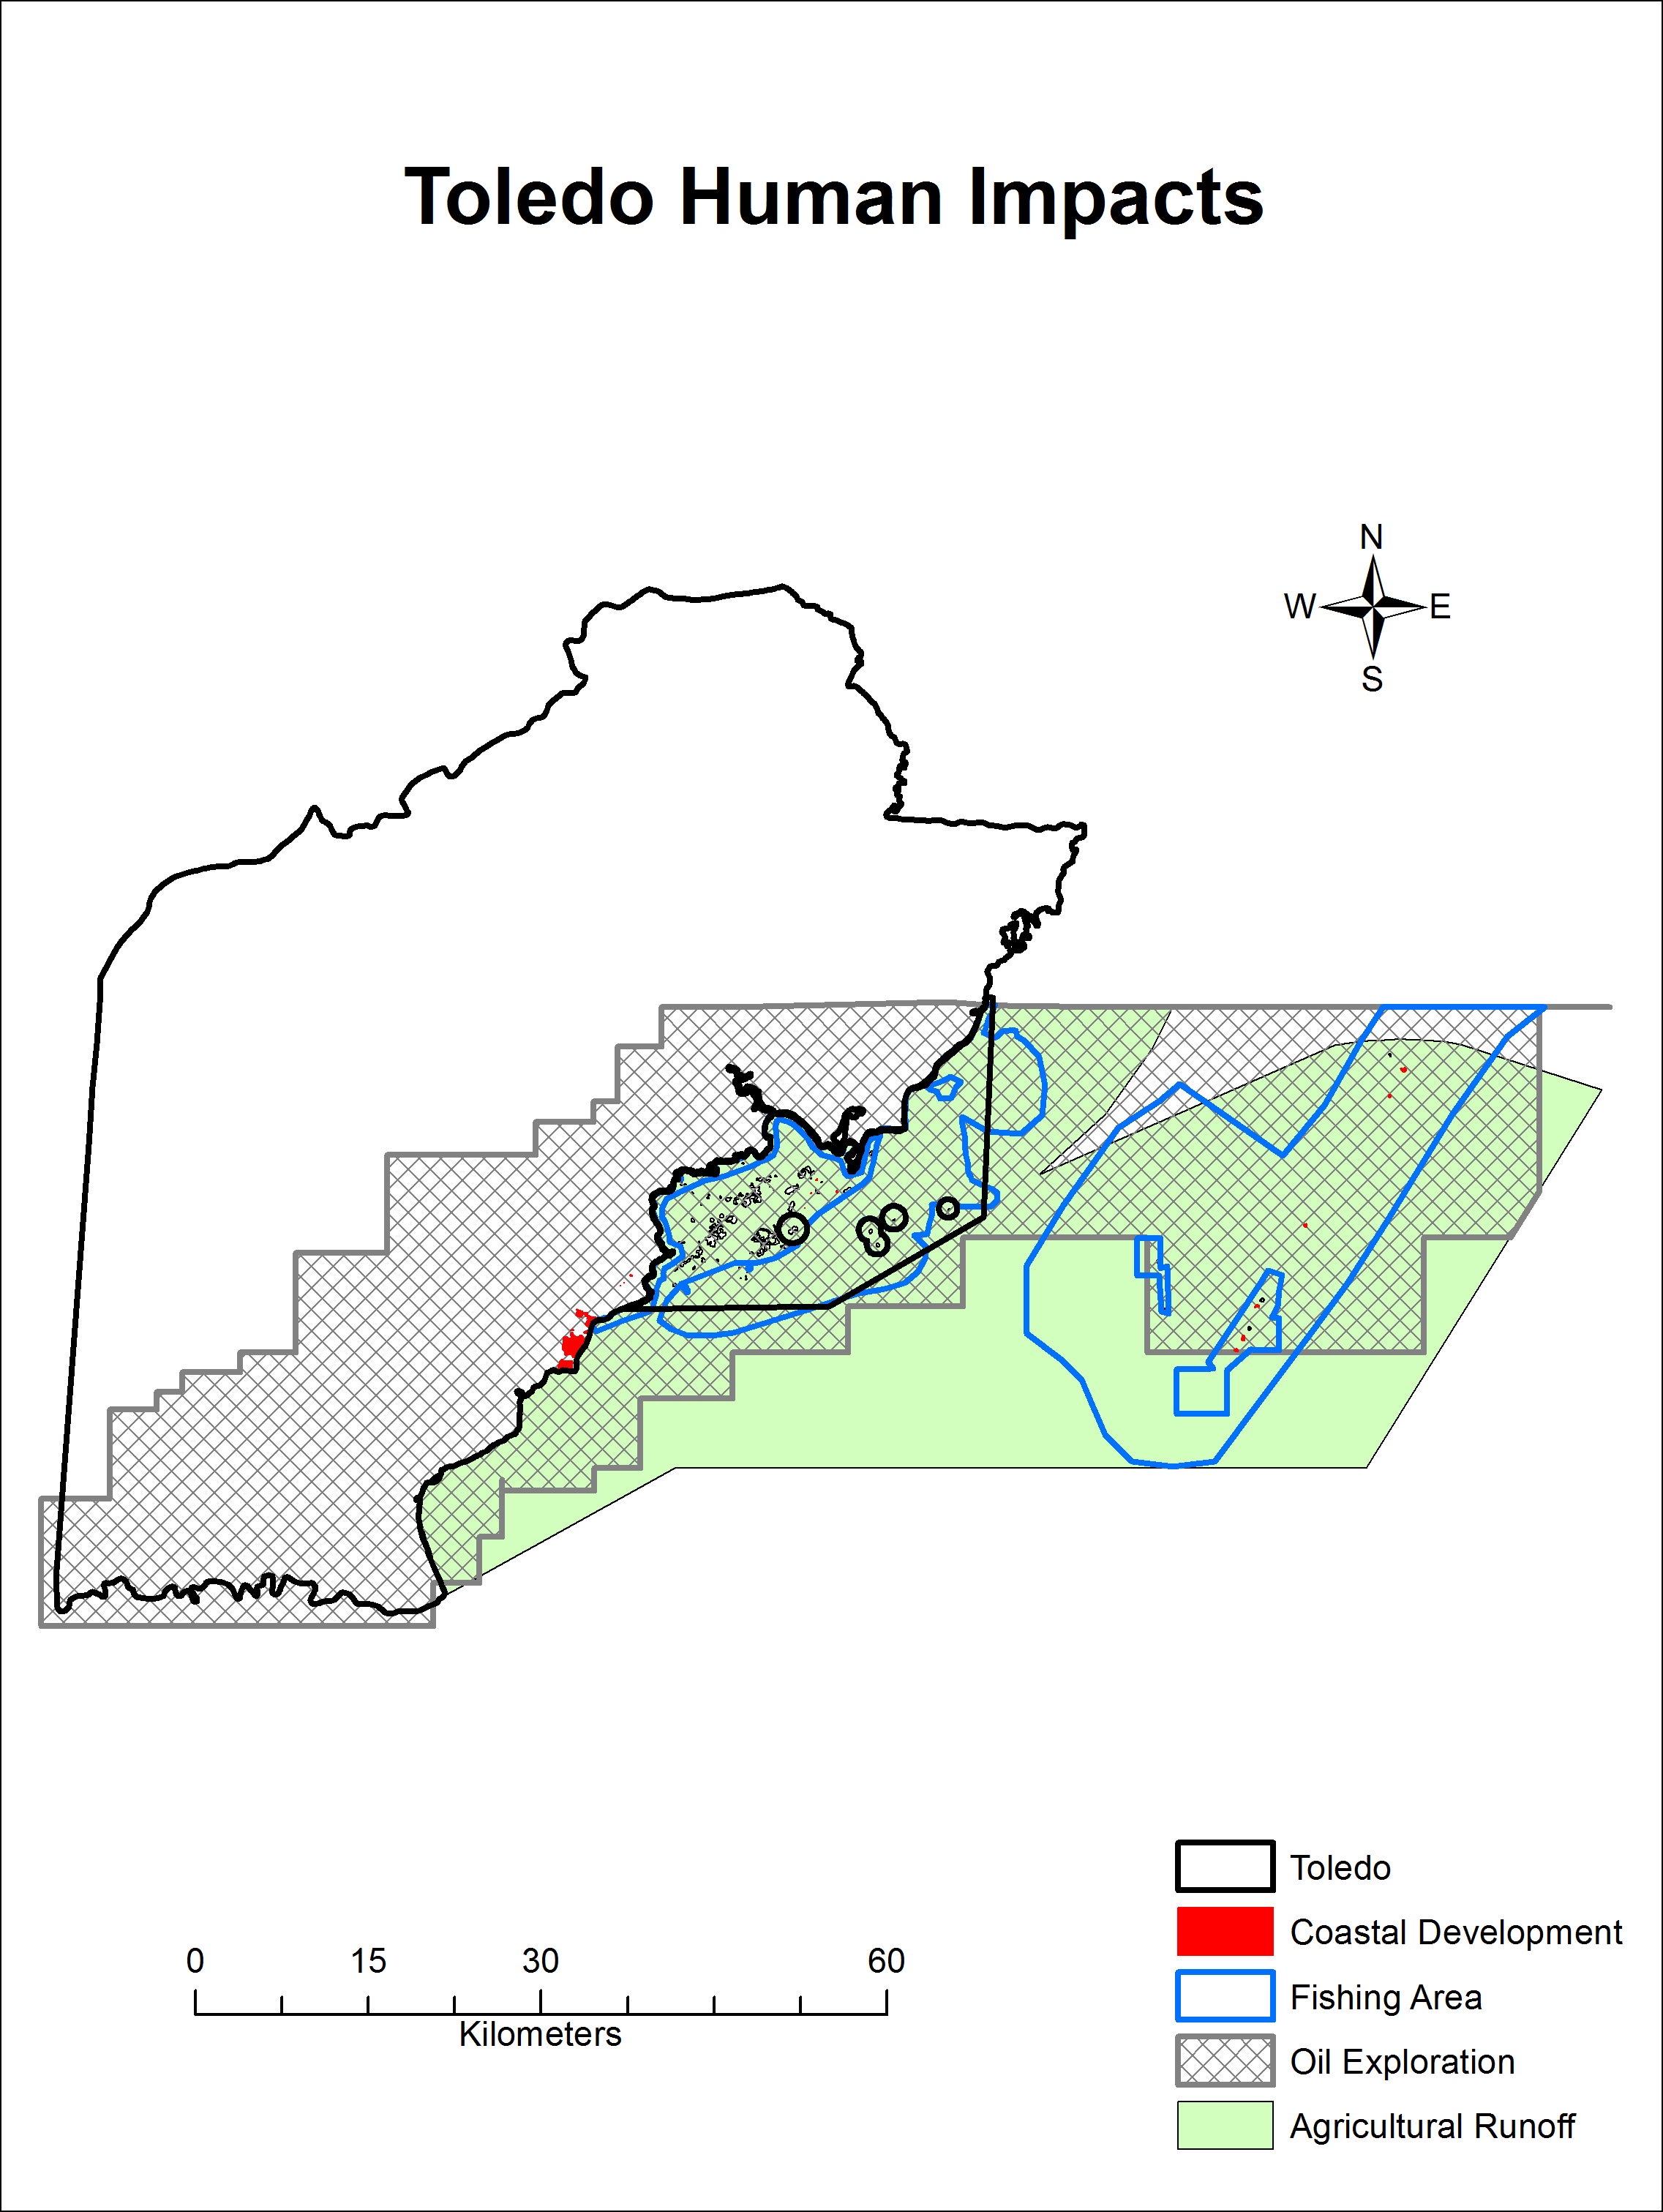 Toledo Human Impacts
N
W E
S
Toledo
Coastal Development
Fishing Area
Oil Exploration
Agricultural Runoff
0 15 30 60
Kilometers